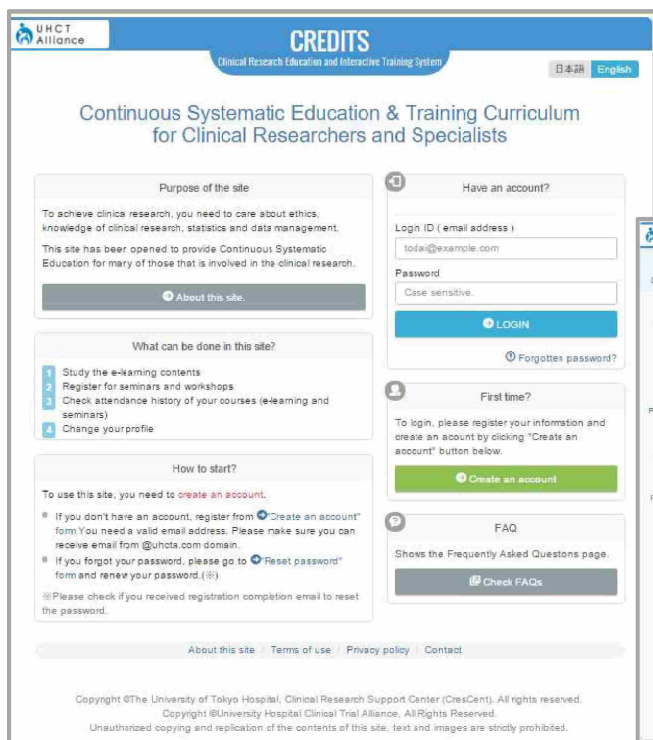 UHCT
Alliance
CREDITS
Clinical Research Education and Interactive Training System
日本語 English
Continuous Systematic Education & Training Curriculum
for Clinical Researchers and Specialists
Purpose of the site
To achieve clinica research, you need to care about ethics,
knowledge of clinical research, statistics and data management.
This site has been opened to provide Continuous Systematic
Education for mary of those that is involved in the clinical research.
About this site.
What can be done in this site?
1 Study the e-learning contents
2 Register for seminars and workshops
3 Check attendance history of your courses (e-learning and
seminars)
4 Change your profile
How to start?
To use this site, you need to create an account.
If you don't have an account, register from "Create an account"
form You need a valid email address. Please make sure you can
receive email from @uhcta.com domain.
If you forgot your password, please go to "Reset password"
form and renew your password.(※)
※Please check if you received registration completion email to reset
the password.
Have an account?
Login ID ( email address )
todai@example.com
Password
Case sensitive.
LOGIN
Forgotten password?
First time?
To login, please register your information and
create an acount by clicking "Create an
account" button below.
Create an account
FAQ
Shows the Frequently Asked Questons page.
Check FAQs
About this site / Terms of use / Privacy policy / Contact
Copyright ©The University of Tokyo Hospital, Clinical Research Support Center (CresCent). All rights reserved.
Copyright ©University Hospital Clinical Trial Alliance, All Rights Reserved.
Unauthorized copying and replication of the contents of this site, text and images are strictly prohibited.